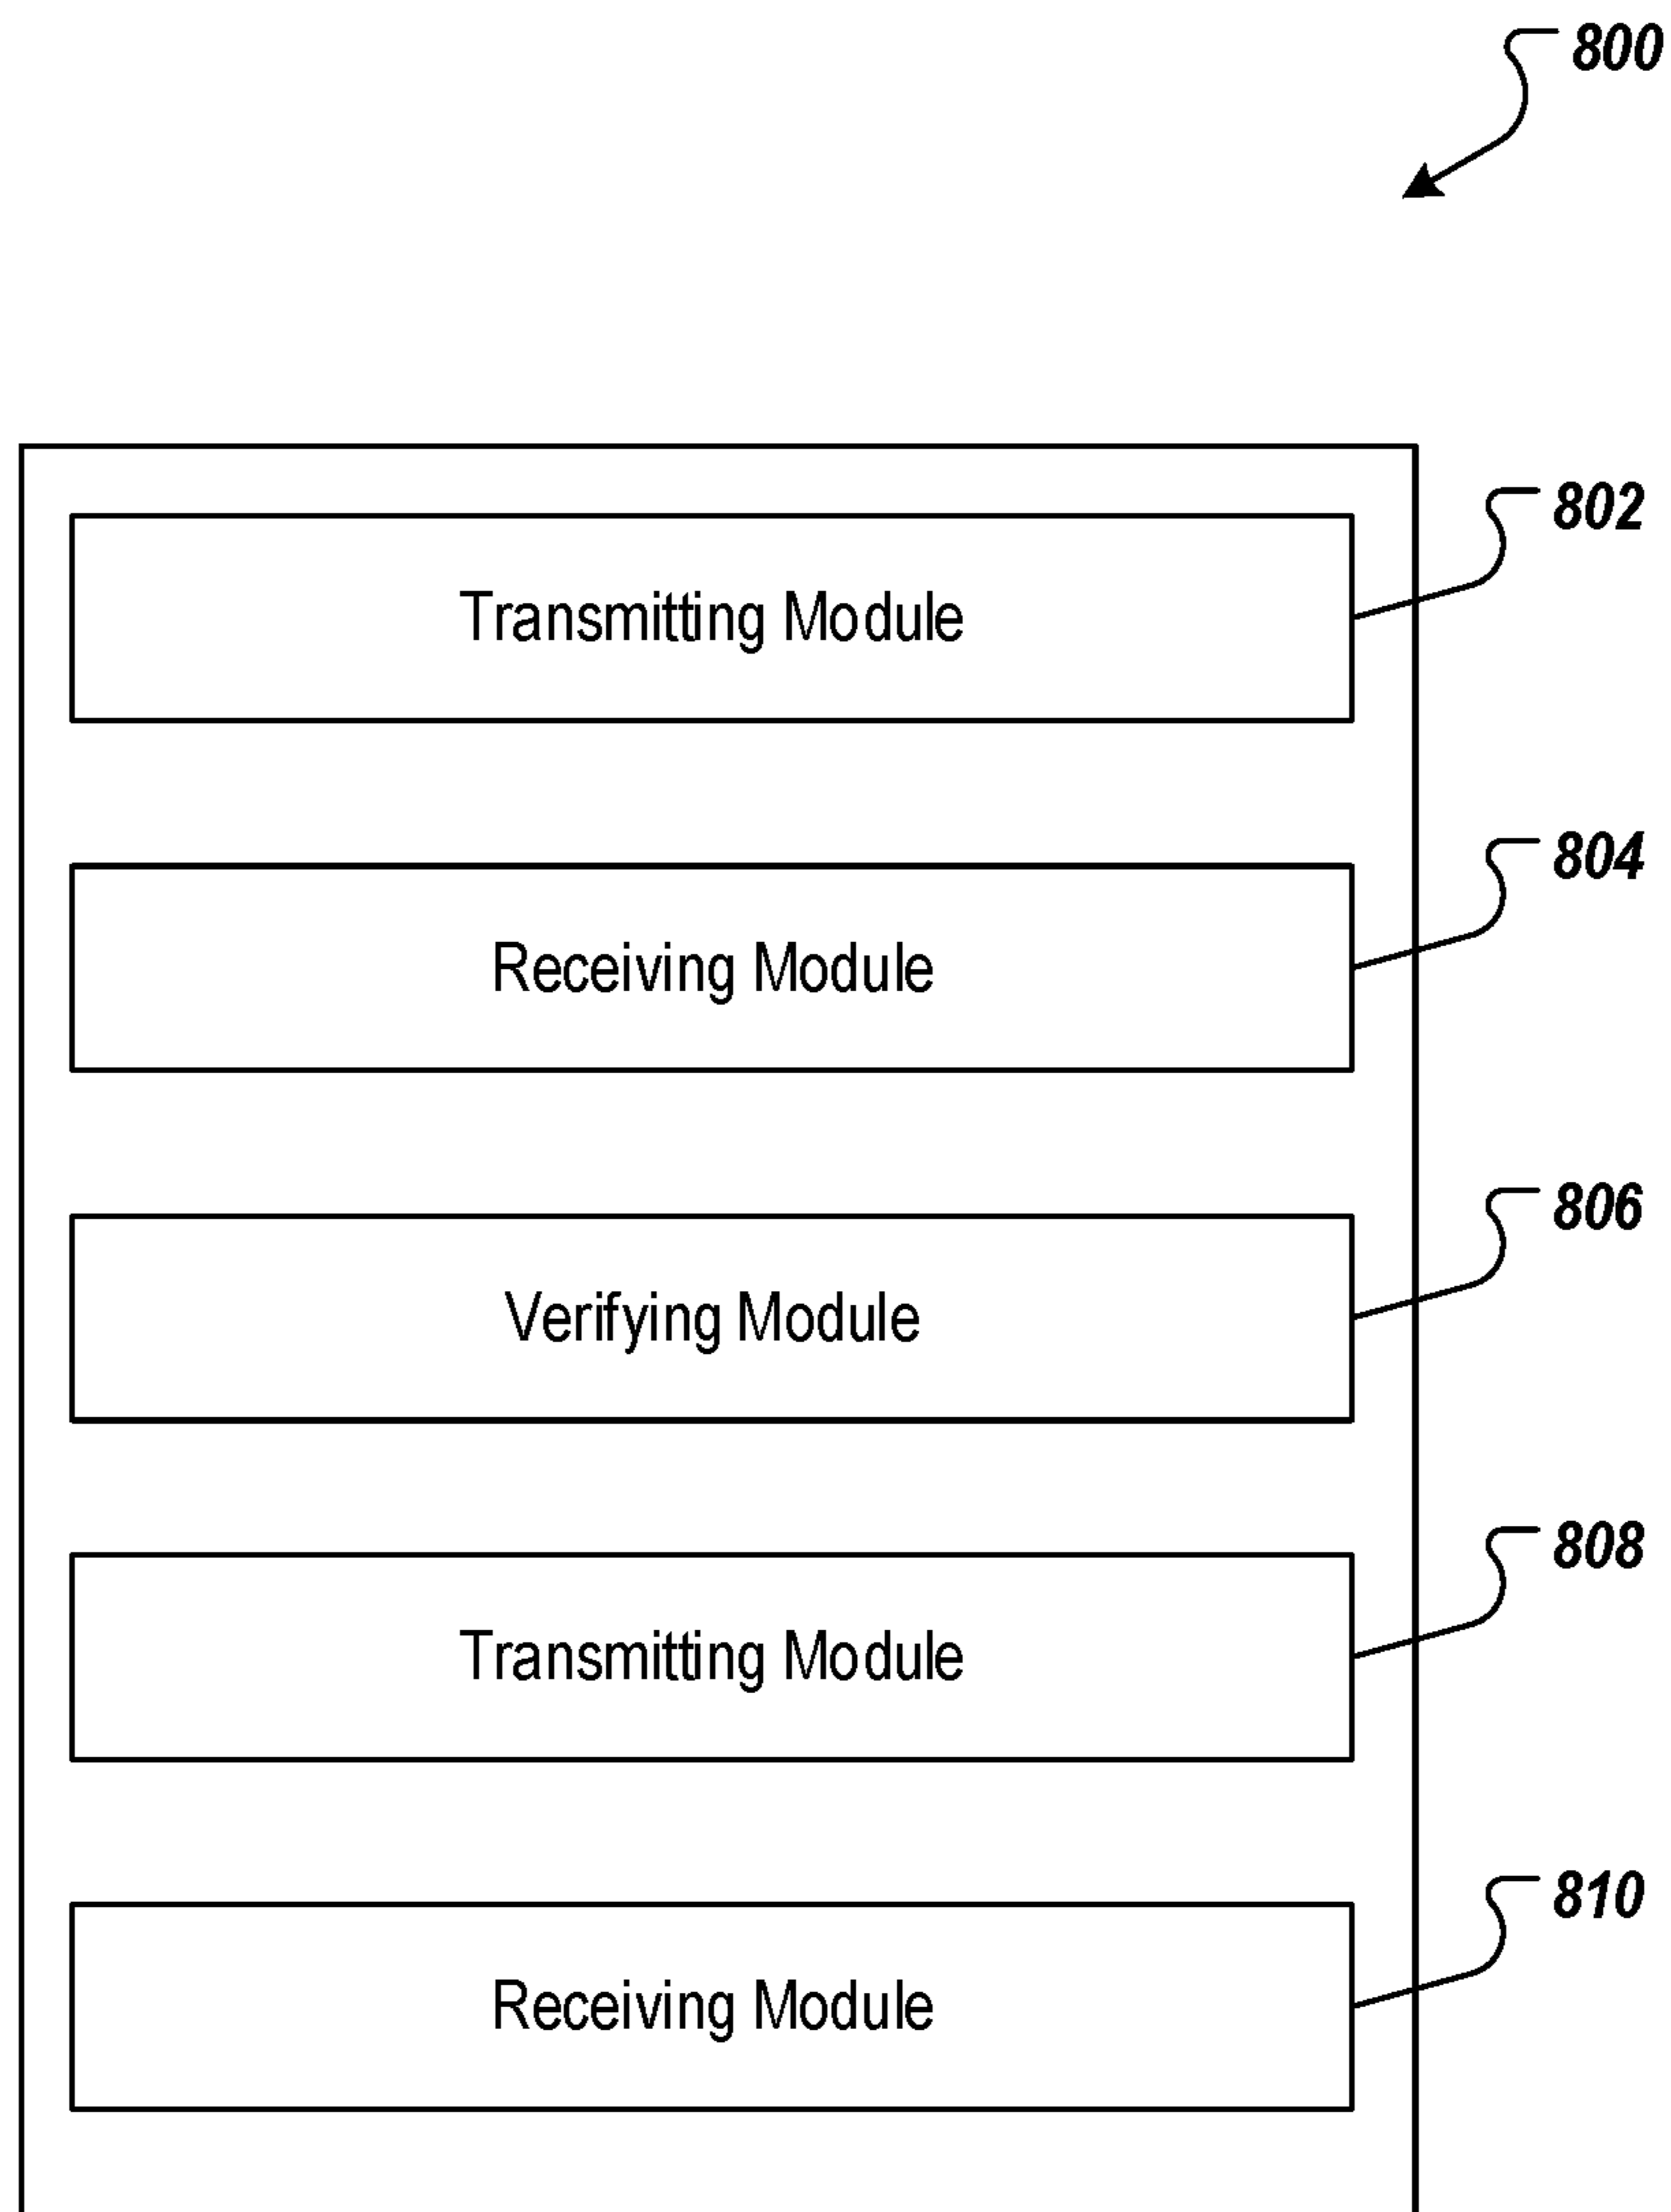 800
802
Transmitting Module
804
Receiving Module
806
Verifying Module
808
Transmitting Module
810
Receiving Module